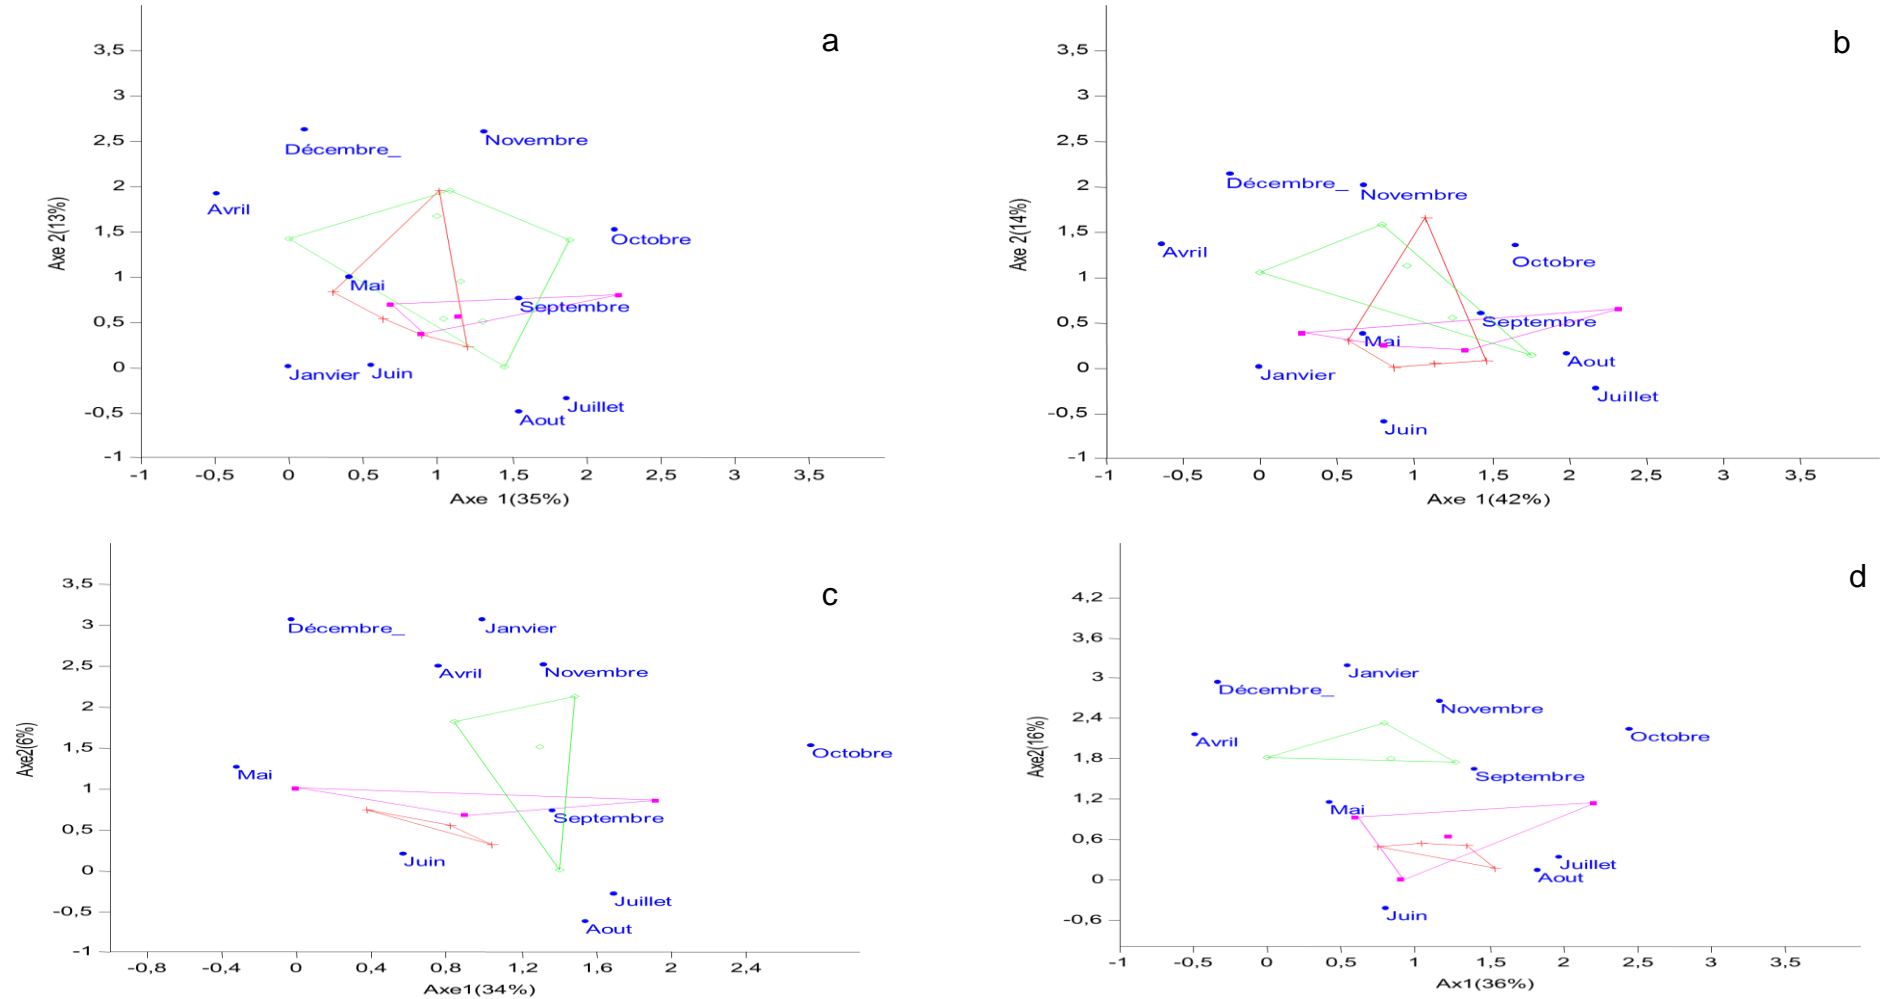 a
3,5
3
2,5
2
1,5
1
0,5
0
-0,5
-1
Axe 2(13%)
Décembre_
Novembre
Avril
Octobre
Mai
Septembre
Janvier
Juin
Juillet
Aout
-1 -0,5 0 0,5 1 1,5 2 2,5 3 3,5
Axe 1(35%)
b
3,5
3
2,5
2
1,5
1
0,5
0
-0,5
-1
Axe 2(14%)
Décembre_
Novembre
Avril
Octobre
Septembre
Mai
Aout
Janvier
Juillet
Juin
-1 -0,5 0 0,5 1 1,5 2 2,5 3 3,5
Axe 1(42%)
c
3,5
3
2,5
2
1,5
1
0,5
0
-0,5
-1
Axe2(6%)
Décembre_
Janvier
Avril
Novembre
Octobre
Mai
Septembre
Juin
Juillet
Aout
-0,8 -0,4 0 0,4 0,8 1,2 1,6 2 2,4
Axe1(34%)
d
4,2
3,6
3
2,4
1,8
1,2
0,6
0
-0,6
Axe2(16%)
Janvier
Décembre_
Novembre
Avril
Octobre
Septembre
Mai
Juillet
Aout
Juin
-1 -0,5 0 0,5 1 1,5 2 2,5 3 3,5
Ax1(36%)